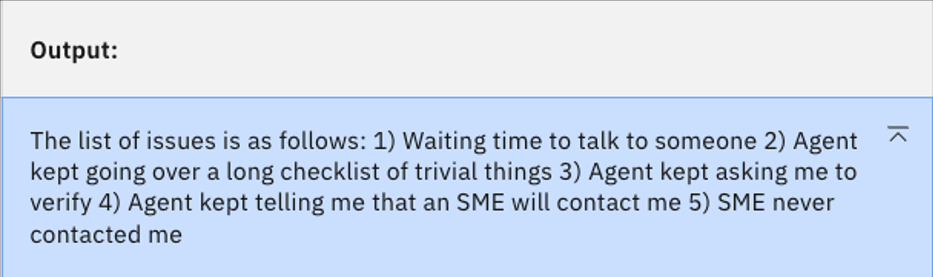 Output:
The list of issues is as follows: 1) Waiting time to talk to someone 2) Agent
kept going over a long checklist of trivial things 3) Agent kept asking me to
verify 4) Agent kept telling me that an SME will contact me 5) SME never
contacted me